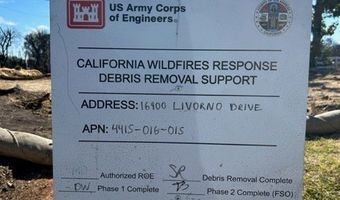 US Army Corps
of Engineers®
CALIFORNIA WILDFIRES RESPONSE
DEBRIS REMOVAL SUPPORT
ADDRESS: 16900 LIVORNO DRIVE
APN: 4415-016-015
Authorized ROE
Debris Removal Complete
DW Phase 1 Complete
Phase 2 Complete (FSO)